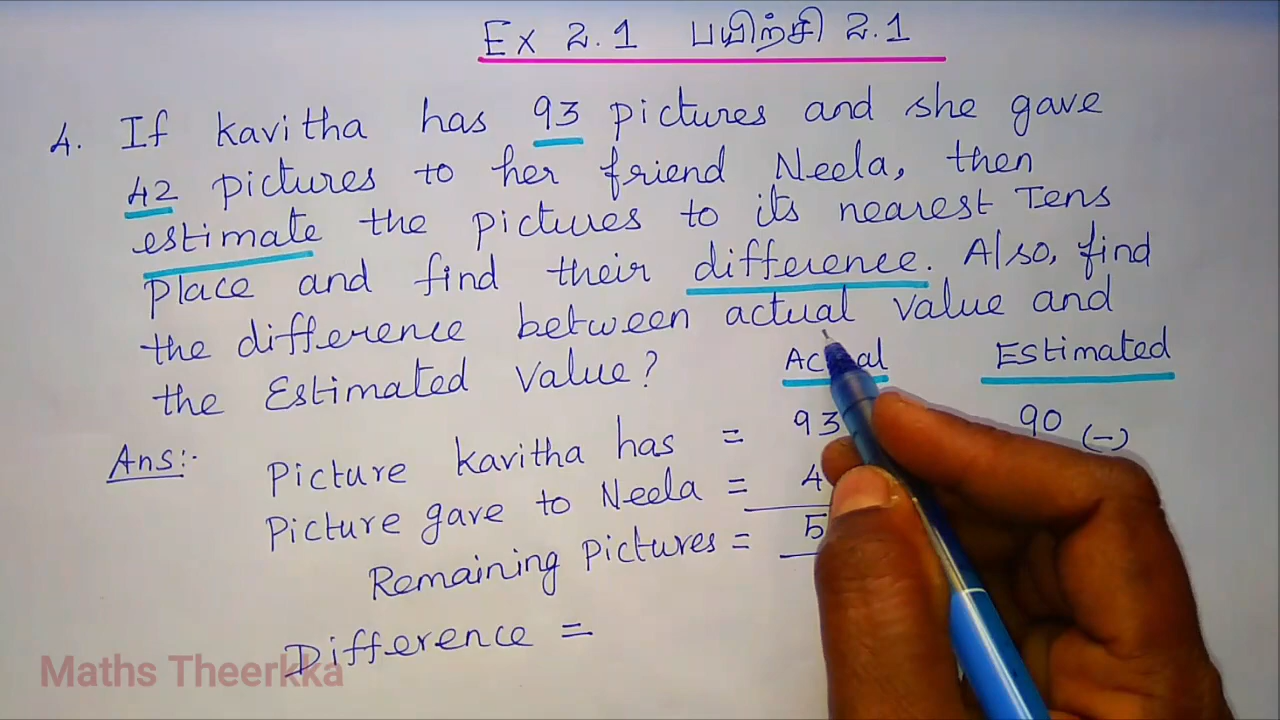 Ex 2.1 பயிற்சி 2.1
4. If Kavitha has 93 pictures and she gave
42 pictures to her friend Neela, then
estimate the pictures to its nearest Tens
place and find their difference. Also, find
the difference between actual value and
the Estimated value?
Actual Estimated
Ans:-
Picture Kavitha has = 93 90 (-)
Picture gave to Neela = 4
Remaining pictures = 5
Difference =
Maths Theerkka